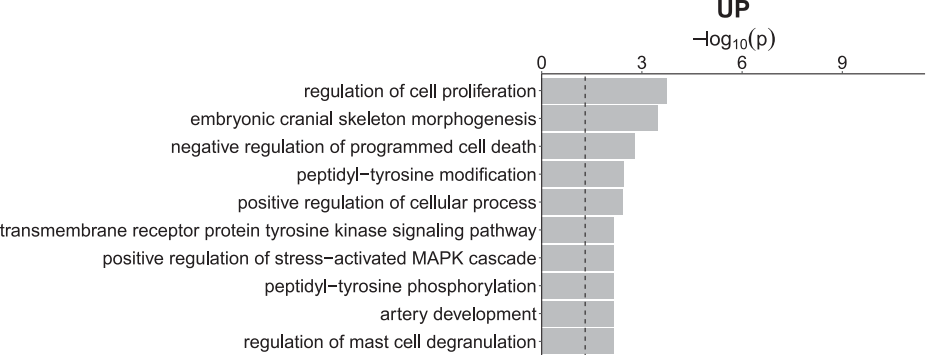 UP
−log10(p)
0 3 6 9
regulation of cell proliferation
embryonic cranial skeleton morphogenesis
negative regulation of programmed cell death
peptidyl−tyrosine modification
positive regulation of cellular process
transmembrane receptor protein tyrosine kinase signaling pathway
positive regulation of stress−activated MAPK cascade
peptidyl−tyrosine phosphorylation
artery development
regulation of mast cell degranulation